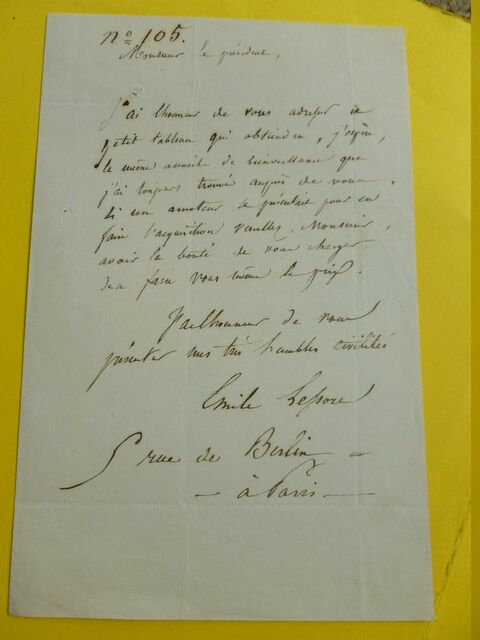 n° 105.
Monsieur le président,
J'ai l'honneur de vous adresser ce
petit tableau qui obtiendra, j'espère,
le même accueil de bienveillance que
j'ai toujours trouvé auprès de vous.
Si un amateur se présentait pour en
faire l'acquisition veuillez, Monsieur,
avoir la bonté de vous charger
d'en faire vous même le prix.
J'ai l'honneur de vous
présenter mes très humbles civilités
Emile Lessore
5 rue de Berlin
à Paris